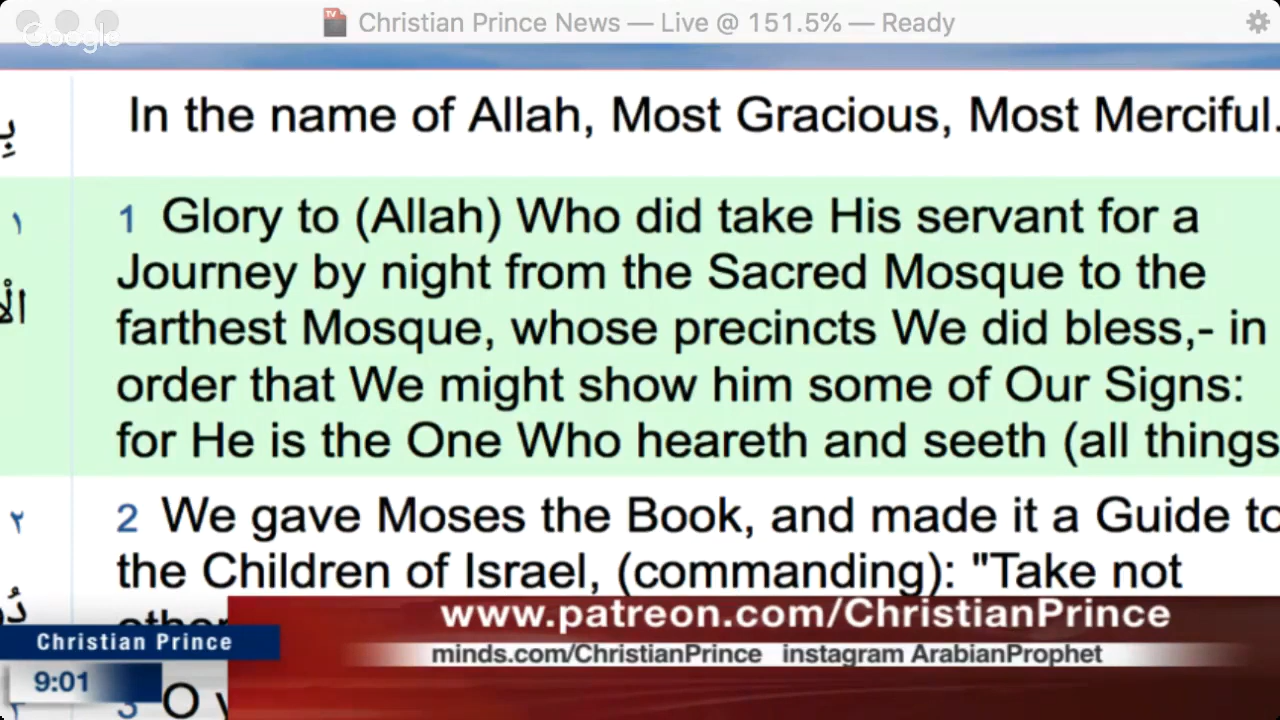 Christian Prince News — Live @ 151.5% — Ready
Google
In the name of Allah, Most Gracious, Most Merciful.
١
1 Glory to (Allah) Who did take His servant for a
Journey by night from the Sacred Mosque to the
farthest Mosque, whose precincts We did bless,- in
order that We might show him some of Our Signs:
for He is the One Who heareth and seeth (all things
٢
2 We gave Moses the Book, and made it a Guide to
the Children of Israel, (commanding): "Take not
www.patreon.com/ChristianPrince
Christian Prince
minds.com/ChristianPrince instagram ArabianProphet
9:01
3 O